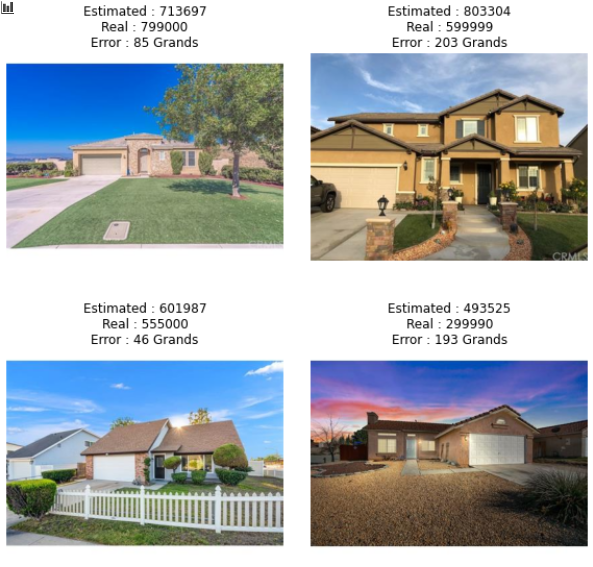 Estimated : 713697
Real : 799000
Error : 85 Grands
Estimated : 803304
Real : 599999
Error : 203 Grands
CRMLS
Estimated : 601987
Real : 555000
Error : 46 Grands
Estimated : 493525
Real : 299990
Error : 193 Grands